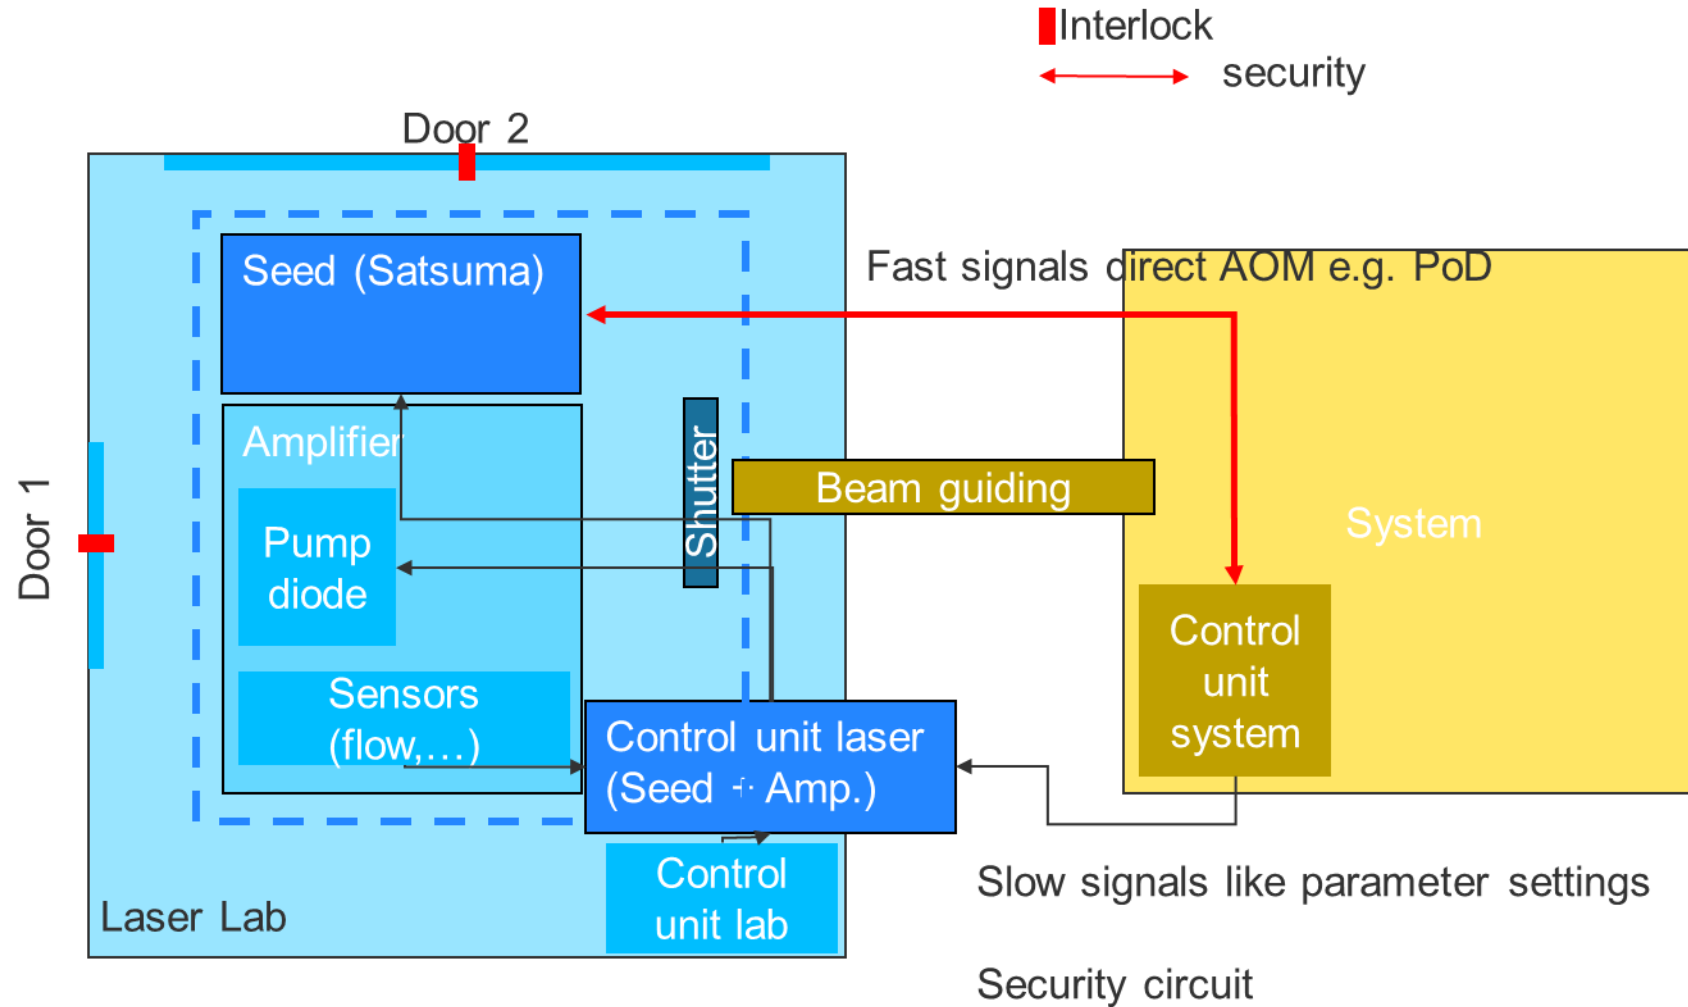 Interlock
security
Door 2
Seed (Satsuma)
Fast signals direct AOM e.g. PoD
Amplifier
Shutter
Beam guiding
System
Door 1
Pump
diode
Control
unit
system
Sensors
(flow,...)
Control unit laser
(Seed + Amp.)
Control
unit lab
Slow signals like parameter settings
Laser Lab
Security circuit